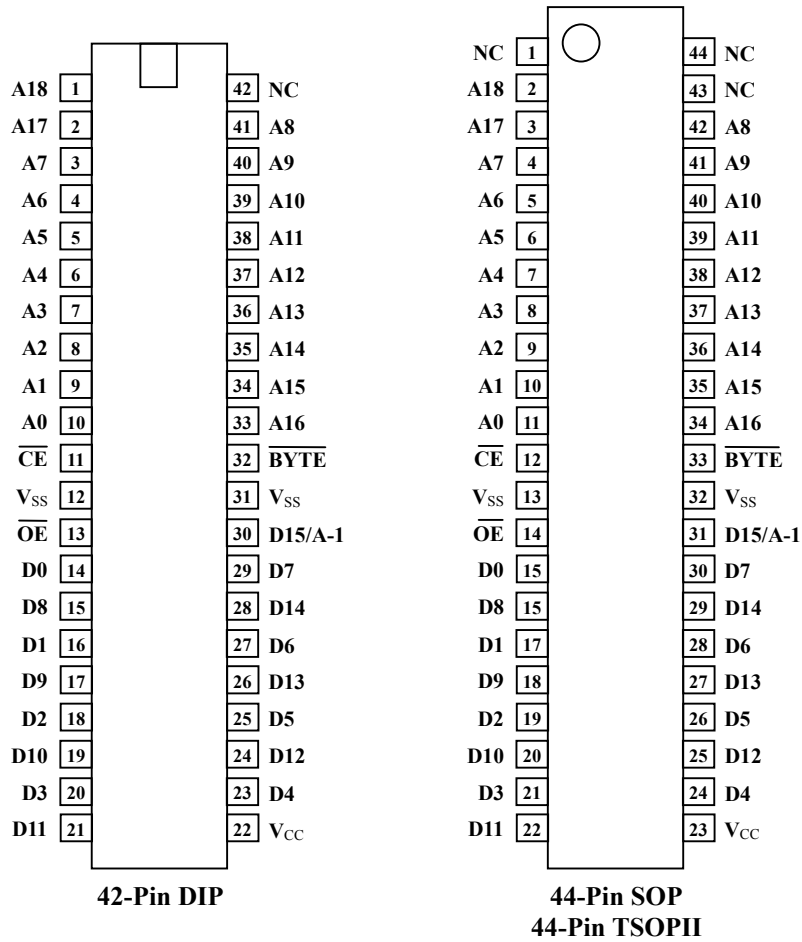 NC 1 44 NC
A18 1 42 NC A18 2 43 NC
A17 2 41 A8 A17 3 42 A8
A7 3 40 A9 A7 4 41 A9
A6 4 39 A10 A6 5 40 A10
A5 5 38 A11 A5 6 39 A11
A4 6 37 A12 A4 7 38 A12
A3 7 36 A13 A3 8 37 A13
A2 8 35 A14 A2 9 36 A14
A1 9 34 A15 A1 10 35 A15
A0 10 33 A16 A0 11 34 A16
CE 11 32 BYTE CE 12 33 BYTE
VSS 12 31 VSS VSS 13 32 VSS
OE 13 30 D15/A-1 OE 14 31 D15/A-1
D0 14 29 D7 D0 15 30 D7
D8 15 28 D14 D8 15 29 D14
D1 16 27 D6 D1 17 28 D6
D9 17 26 D13 D9 18 27 D13
D2 18 25 D5 D2 19 26 D5
D10 19 24 D12 D10 20 25 D12
D3 20 23 D4 D3 21 24 D4
D11 21 22 VCC D11 22 23 VCC
42-Pin DIP 44-Pin SOP
44-Pin TSOPII